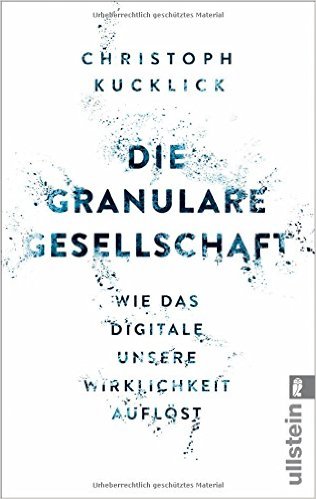 Urheberrechtlich geschütztes Material
CHRISTOPH
KUCKLICK
DIE
GRANULARE
GESELLSCHAFT
WIE DAS
DIGITALE
UNSERE
WIRKLICHKEIT
AUFLÖST
ullstein
Urheberrechtlich geschütztes Material